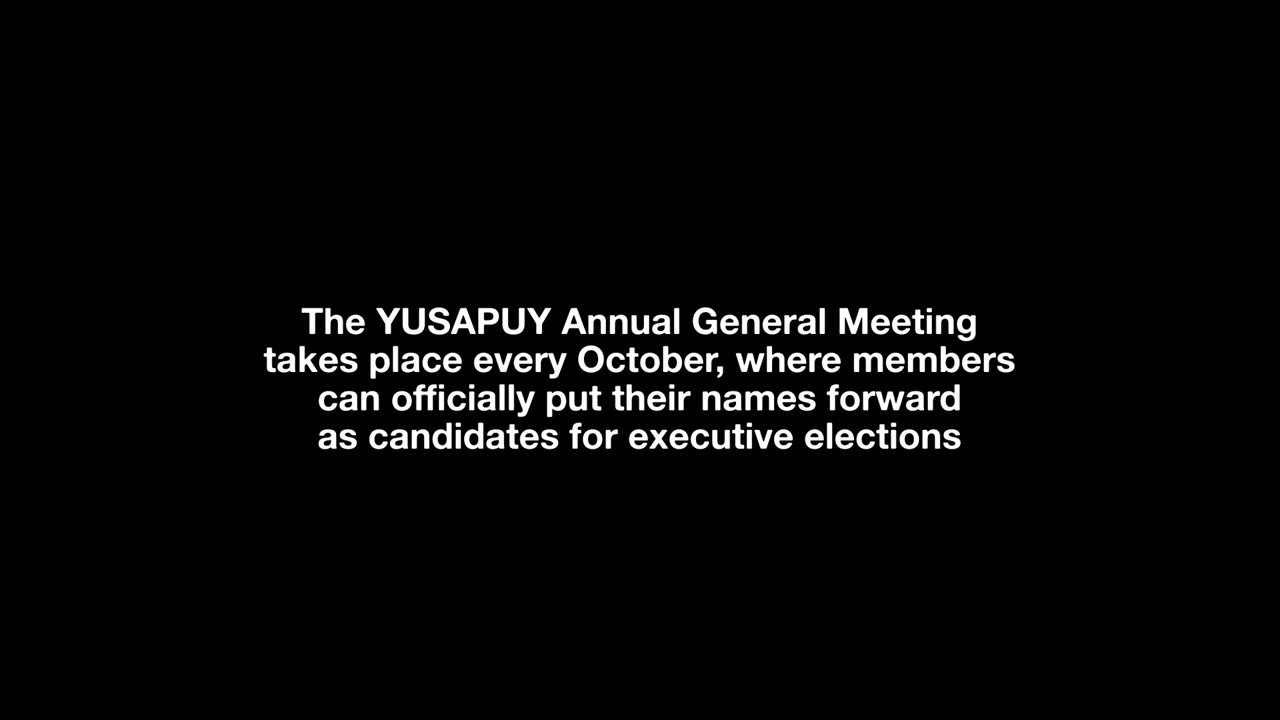 The YUSAPUY Annual General Meeting
takes place every October, where members
can officially put their names forward
as candidates for executive elections